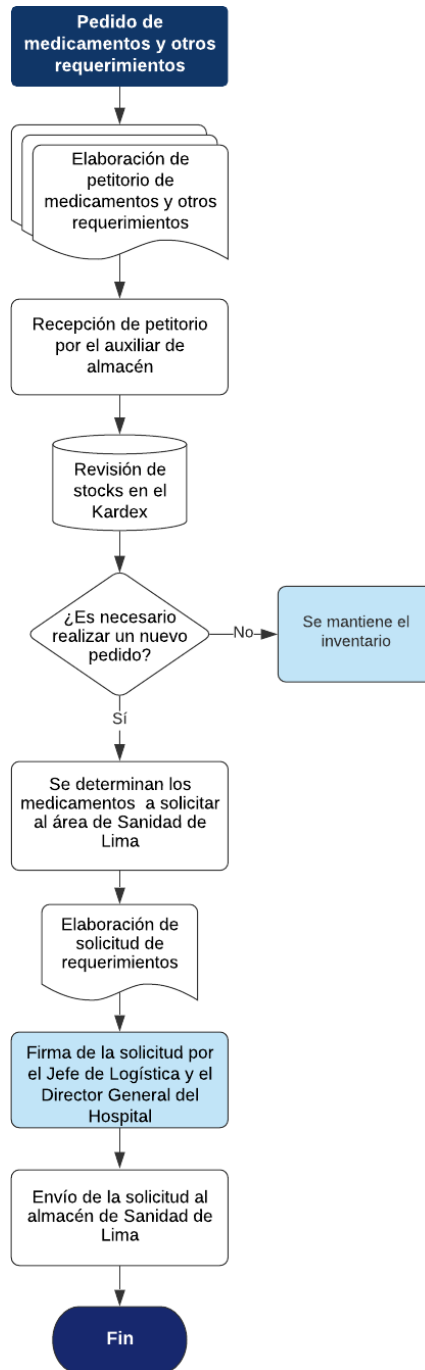 Pedido de
medicamentos y otros
requerimientos
Elaboración de
petitorio de
medicamentos y otros
requerimientos
Recepción de petitorio
por el auxiliar de
almacén
Revisión de
stocks en el
Kardex
¿Es necesario
realizar un nuevo
pedido?
No
Se mantiene el
inventario
Sí
Se determinan los
medicamentos a solicitar
al área de Sanidad de
Lima
Elaboración de
solicitud de
requerimientos
Firma de la solicitud por
el Jefe de Logística y el
Director General del
Hospital
Envío de la solicitud al
almacén de Sanidad de
Lima
Fin